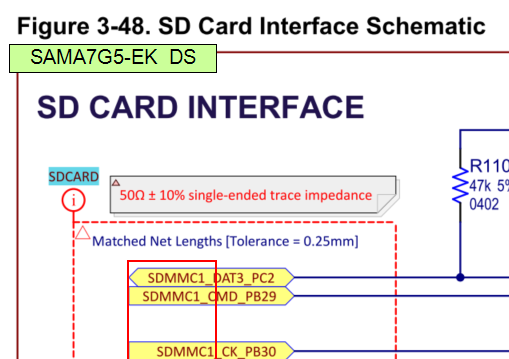 Figure 3-48. SD Card Interface Schematic
SAMA7G5-EK DS
SD CARD INTERFACE
SDCARD
i
50Ω ± 10% single-ended trace impedance
Matched Net Lengths [Tolerance = 0.25mm]
R110
47k 5%
0402
SDMMC1_DAT3_PC2
SDMMC1_CMD_PB29
SDMMC1_CK_PB30